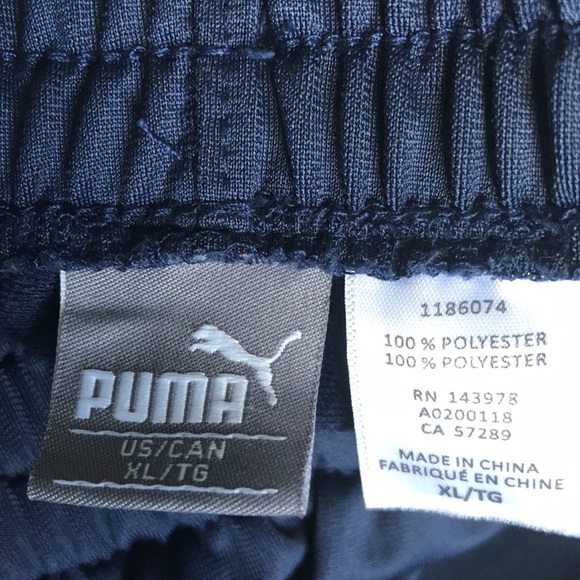 PUMA
US/CAN
XL/TG
1186074
100 % POLYESTER
100 % POLYESTER
RN 143978
A0200118
CA 57289
MADE IN CHINA
FABRIQUÉ EN CHINE
XL/TG